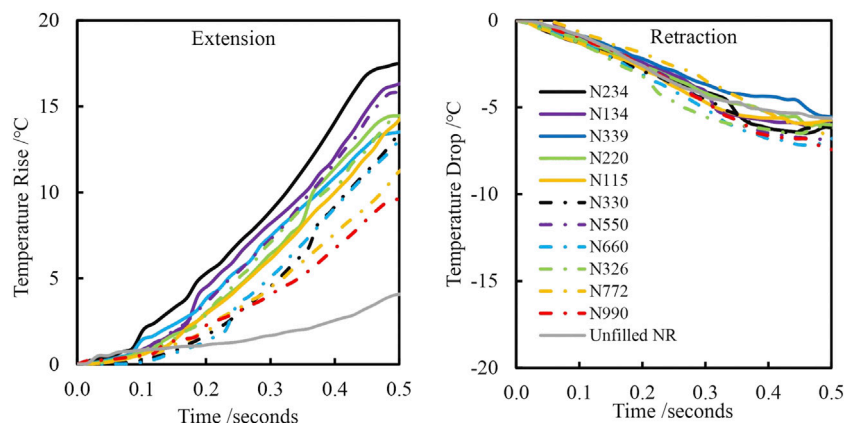 Extension
Temperature Rise /°C
20
15
10
5
0
0.0 0.1 0.2 0.3 0.4 0.5
Time /seconds
Retraction
Temperature Drop /°C
0
-5
-10
-15
-20
N234
N134
N339
N220
N115
N330
N550
N660
N326
N772
N990
Unfilled NR
0.0 0.1 0.2 0.3 0.4 0.5
Time /seconds